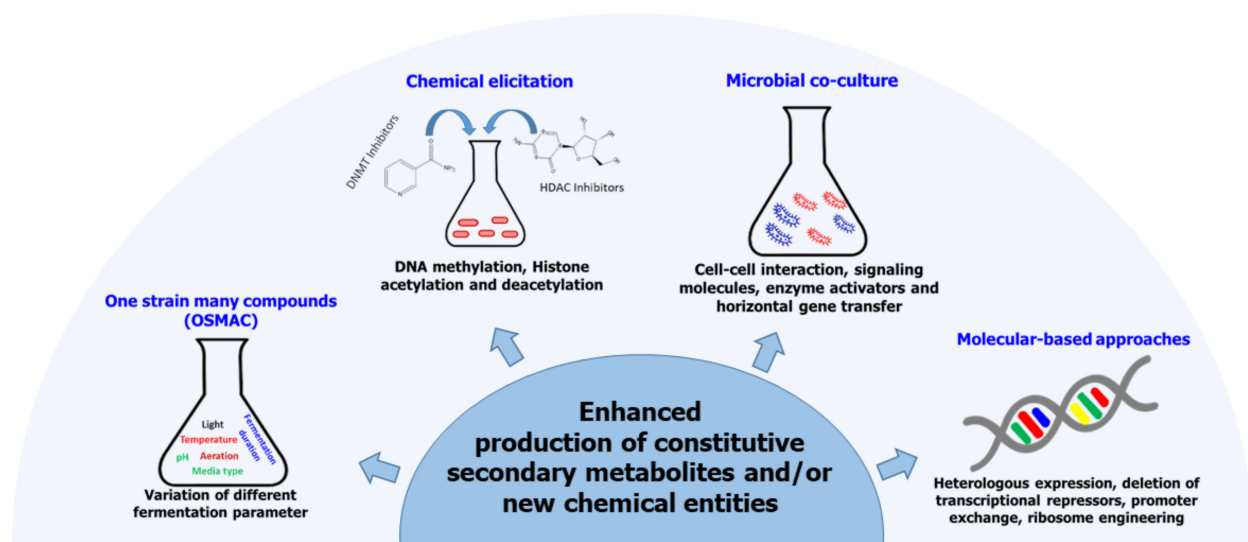 Chemical elicitation
DNMT Inhibitors
NH₂
HDAC Inhibitors
DNA methylation, Histone
acetylation and deacetylation
Microbial co-culture
Cell-cell interaction, signaling
molecules, enzyme activators and
horizontal gene transfer
One strain many compounds
(OSMAC)
Light
Temperature
pH
Aeration
Media type
Fermentation
duration
Variation of different
fermentation parameter
Molecular-based approaches
Heterologous expression, deletion of
transcriptional repressors, promoter
exchange, ribosome engineering
Enhanced
production of constitutive
secondary metabolites and/or
new chemical entities